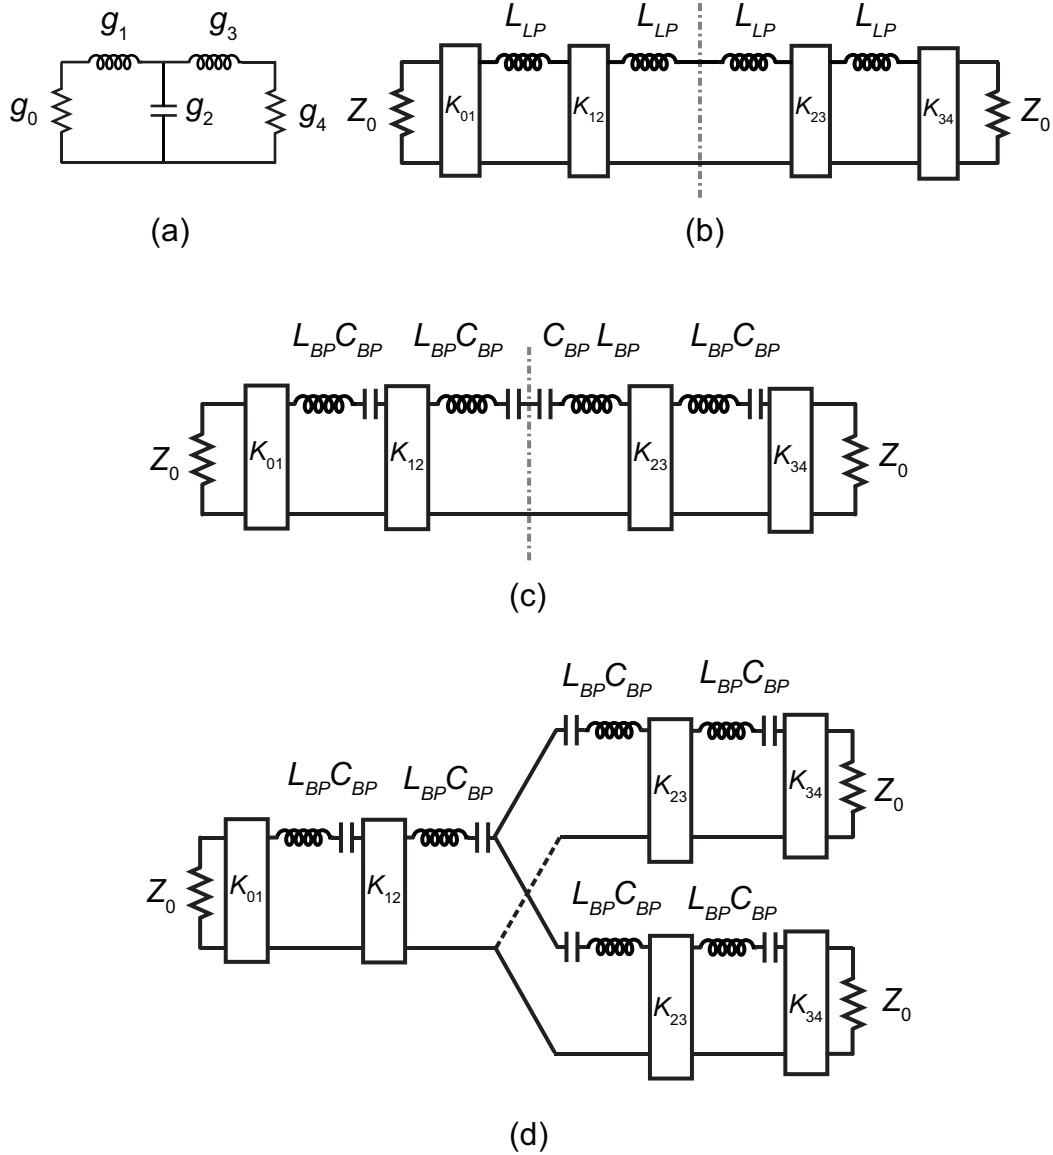 g1 g3
g0 g2 g4
(a)
LLP LLP LLP LLP
Z0 K01 K12 K23 K34 Z0
(b)
LBPCBP LBPCBP CBP LBP LBPCBP
Z0 K01 K12 K23 K34 Z0
(c)
LBPCBP LBPCBP
K23 K34 Z0
LBPCBP LBPCBP
Z0 K01 K12
LBPCBP LBPCBP
K23 K34 Z0
(d)